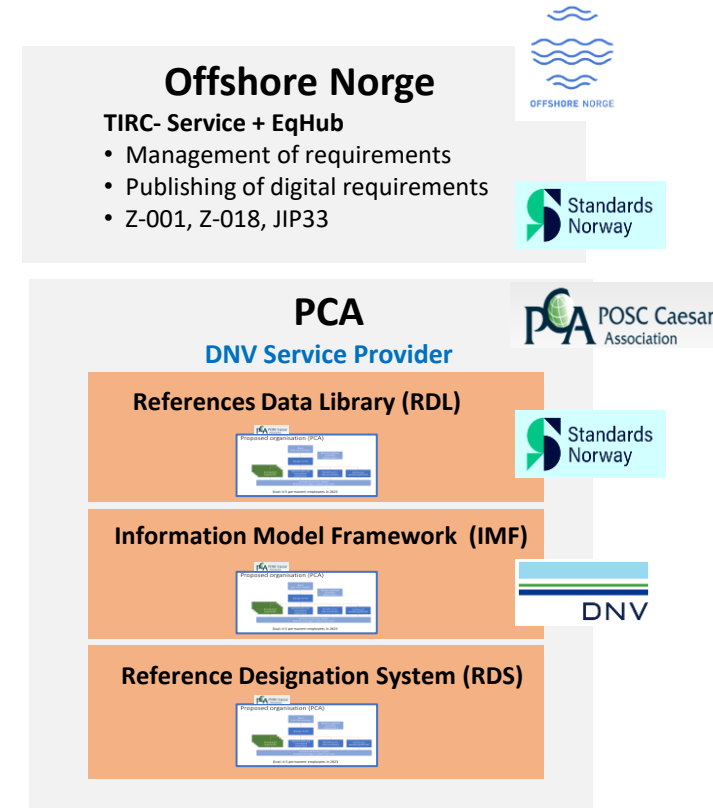 OFFSHORE NORGE
Offshore Norge
TIRC- Service + EqHub
• Management of requirements
• Publishing of digital requirements
• Z-001, Z-018, JIP33
Standards
Norway
PCA
PCA POSC Caesar
Association
DNV Service Provider
References Data Library (RDL)
Proposed organisation (PCA)
Standards
Norway
Information Model Framework (IMF)
Proposed organisation (PCA)
DNV
Reference Designation System (RDS)
Proposed organisation (PCA)